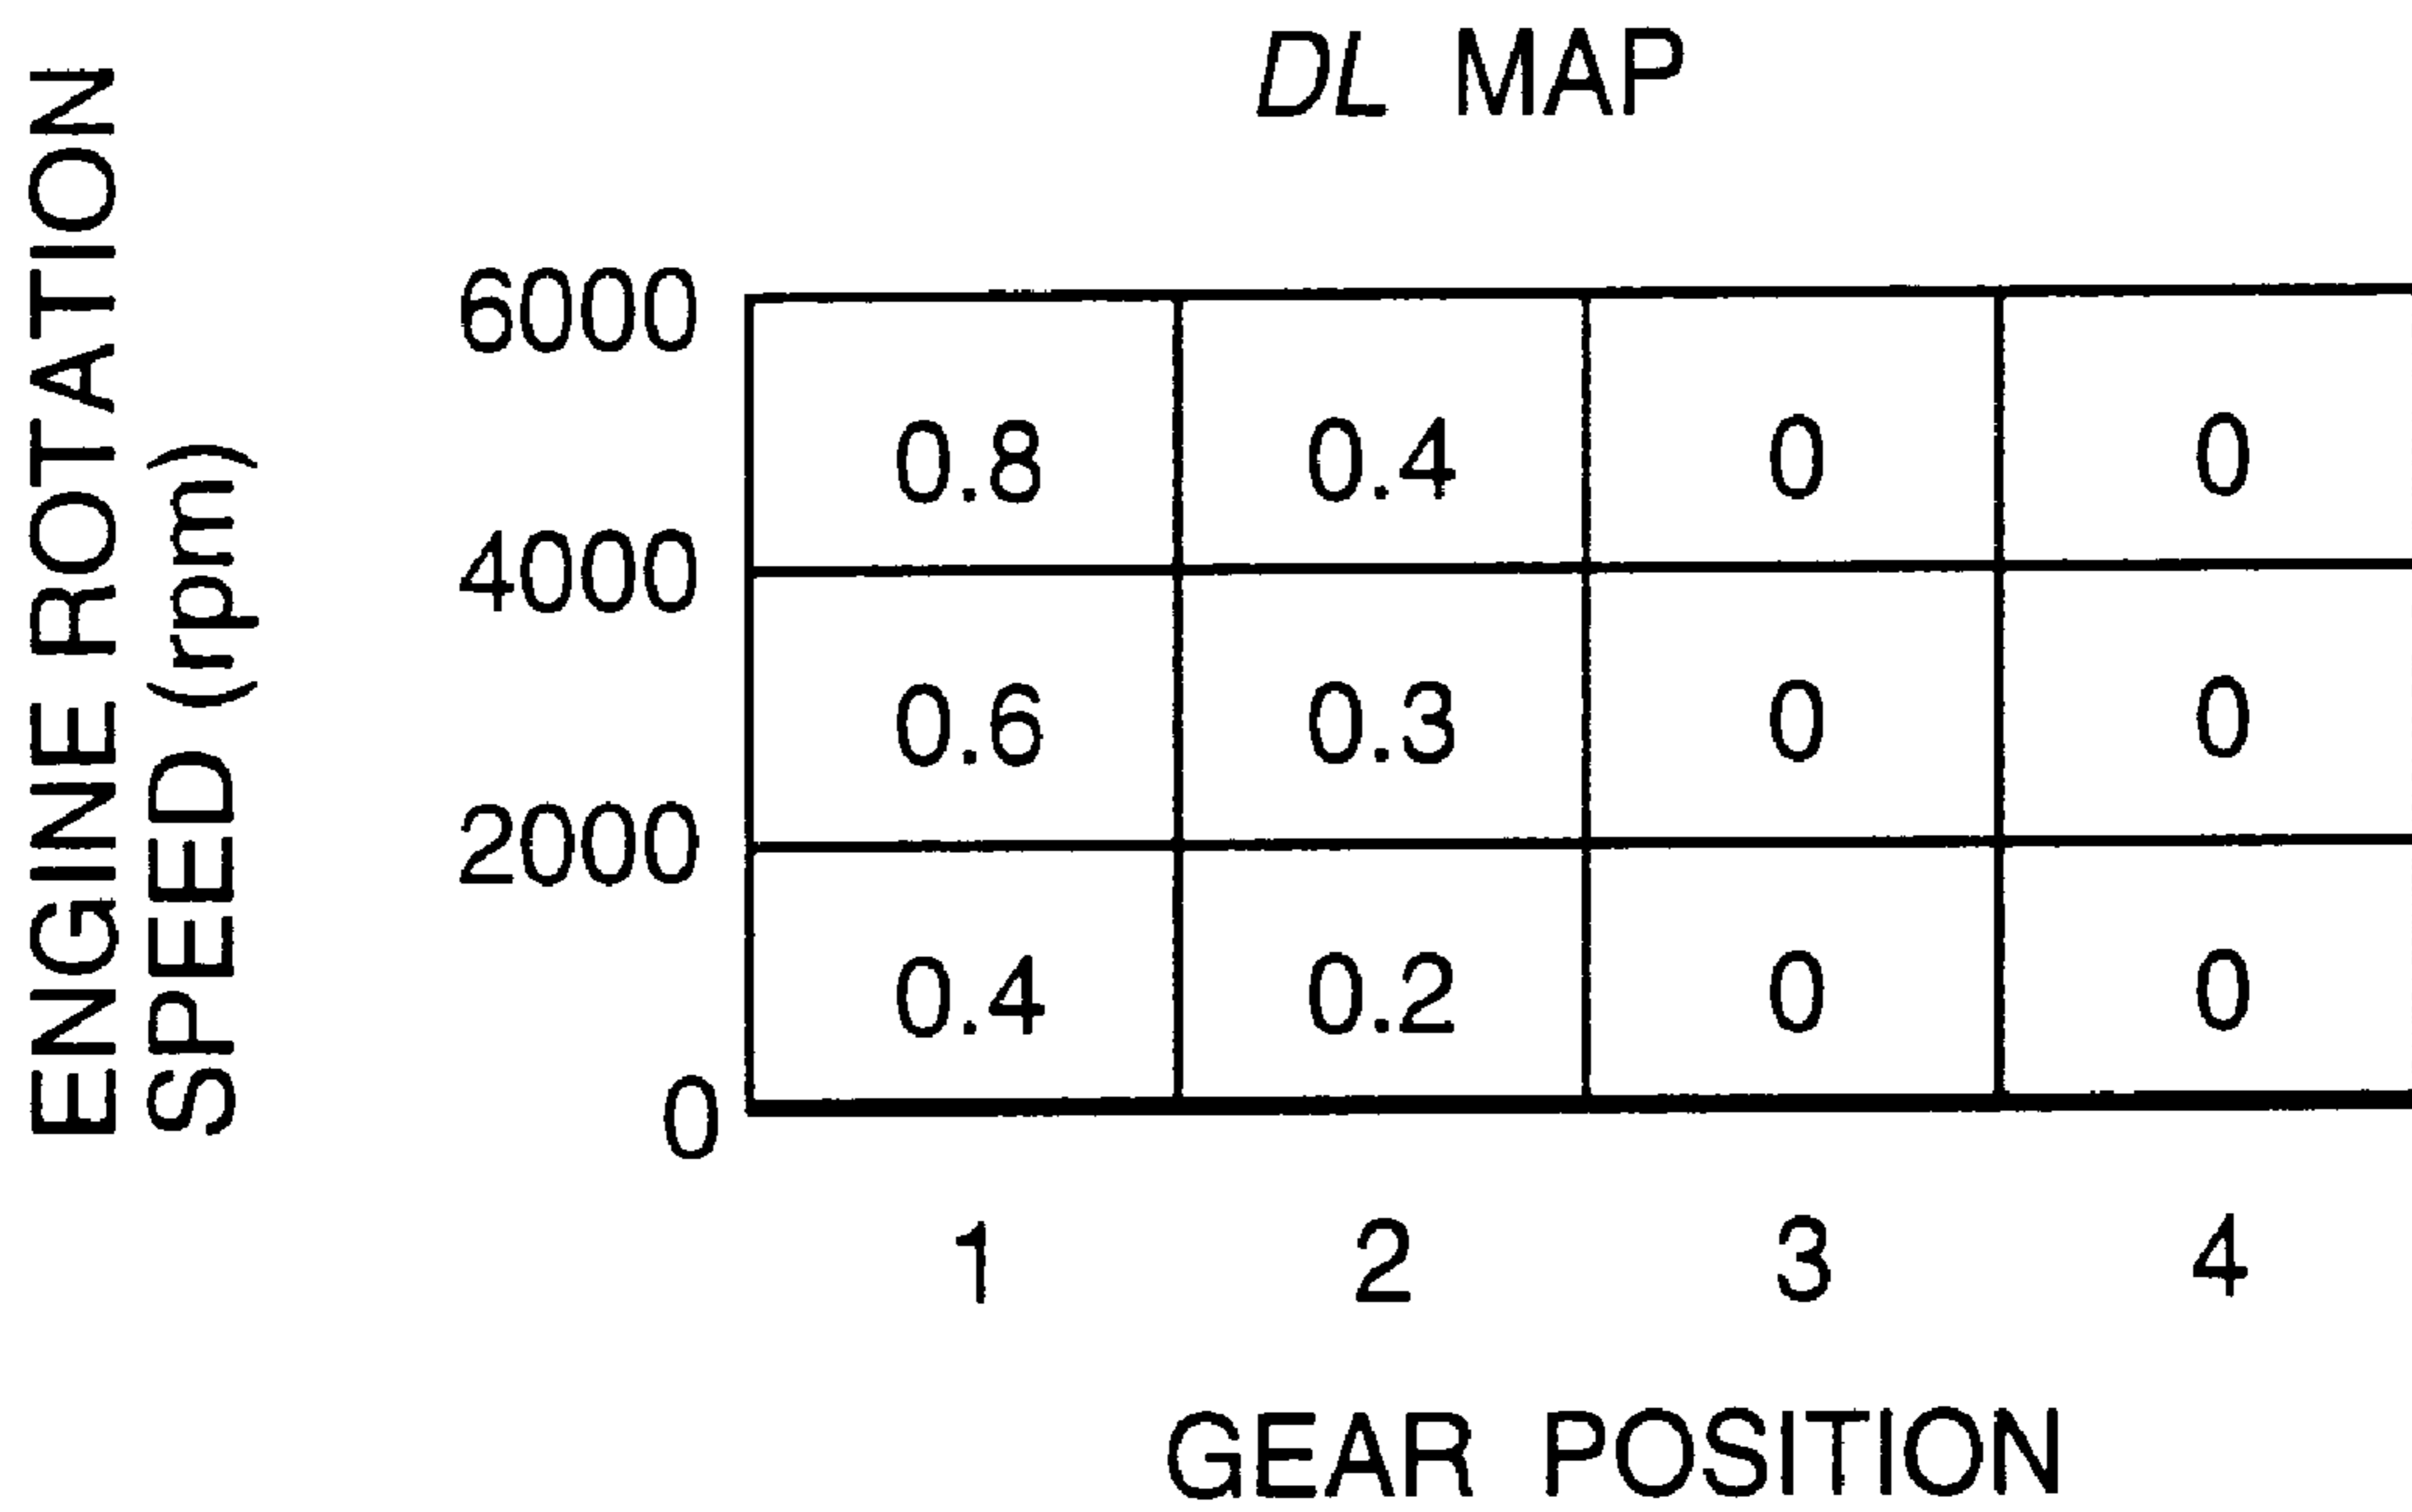 DL MAP
ENGINE ROTATION
SPEED (rpm)
6000
0.8 0.4 0 0
4000
0.6 0.3 0 0
2000
0.4 0.2 0 0
0
1 2 3 4
GEAR POSITION